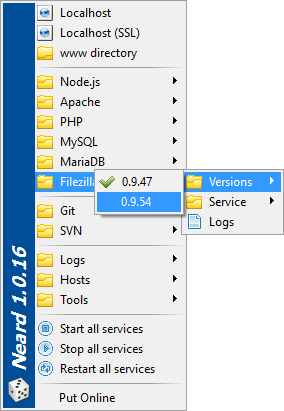 Localhost
Localhost (SSL)
www directory
Node.js
Apache
PHP
MySQL
MariaDB
Filezilla
0.9.47
0.9.54
Versions
Service
Logs
Git
SVN
Logs
Hosts
Tools
Start all services
Stop all services
Restart all services
Put Online
Neard 1.0.16